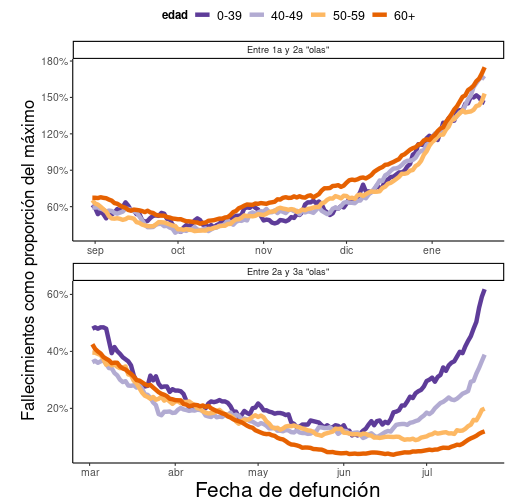 edad 0-39 40-49 50-59 60+
Entre 1a y 2a "olas"
180%
150%
120%
90%
60%
sep oct nov dic ene
Entre 2a y 3a "olas"
60%
40%
20%
mar abr may jun jul
Fallecimientos como proporción del máximo
Fecha de defunción